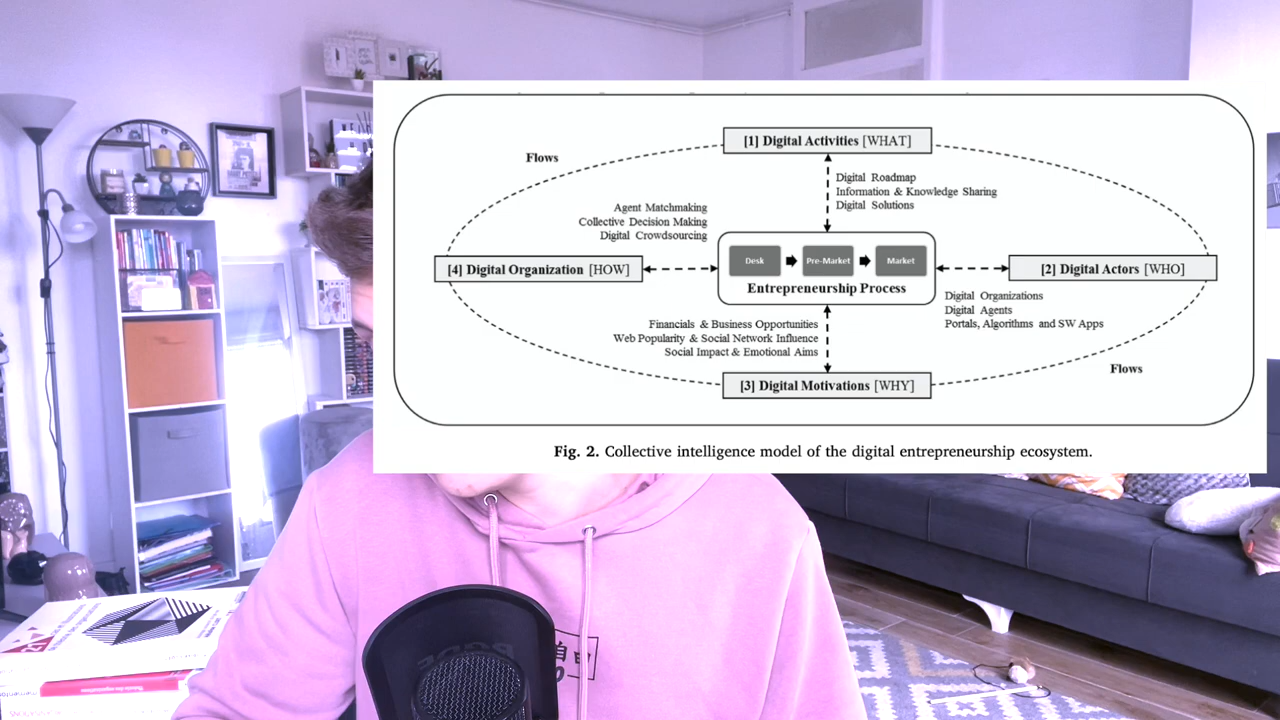 [1] Digital Activities [WHAT]
Flows
Digital Roadmap
Information & Knowledge Sharing
Digital Solutions
Agent Matchmaking
Collective Decision Making
Digital Crowdsourcing
[4] Digital Organization [HOW]
Desk
Pre-Market
Market
Entrepreneurship Process
[2] Digital Actors [WHO]
Digital Organizations
Digital Agents
Portals, Algorithms and SW Apps
Financials & Business Opportunities
Web Popularity & Social Network Influence
Social Impact & Emotional Aims
Flows
[3] Digital Motivations [WHY]
Fig. 2. Collective intelligence model of the digital entrepreneurship ecosystem.